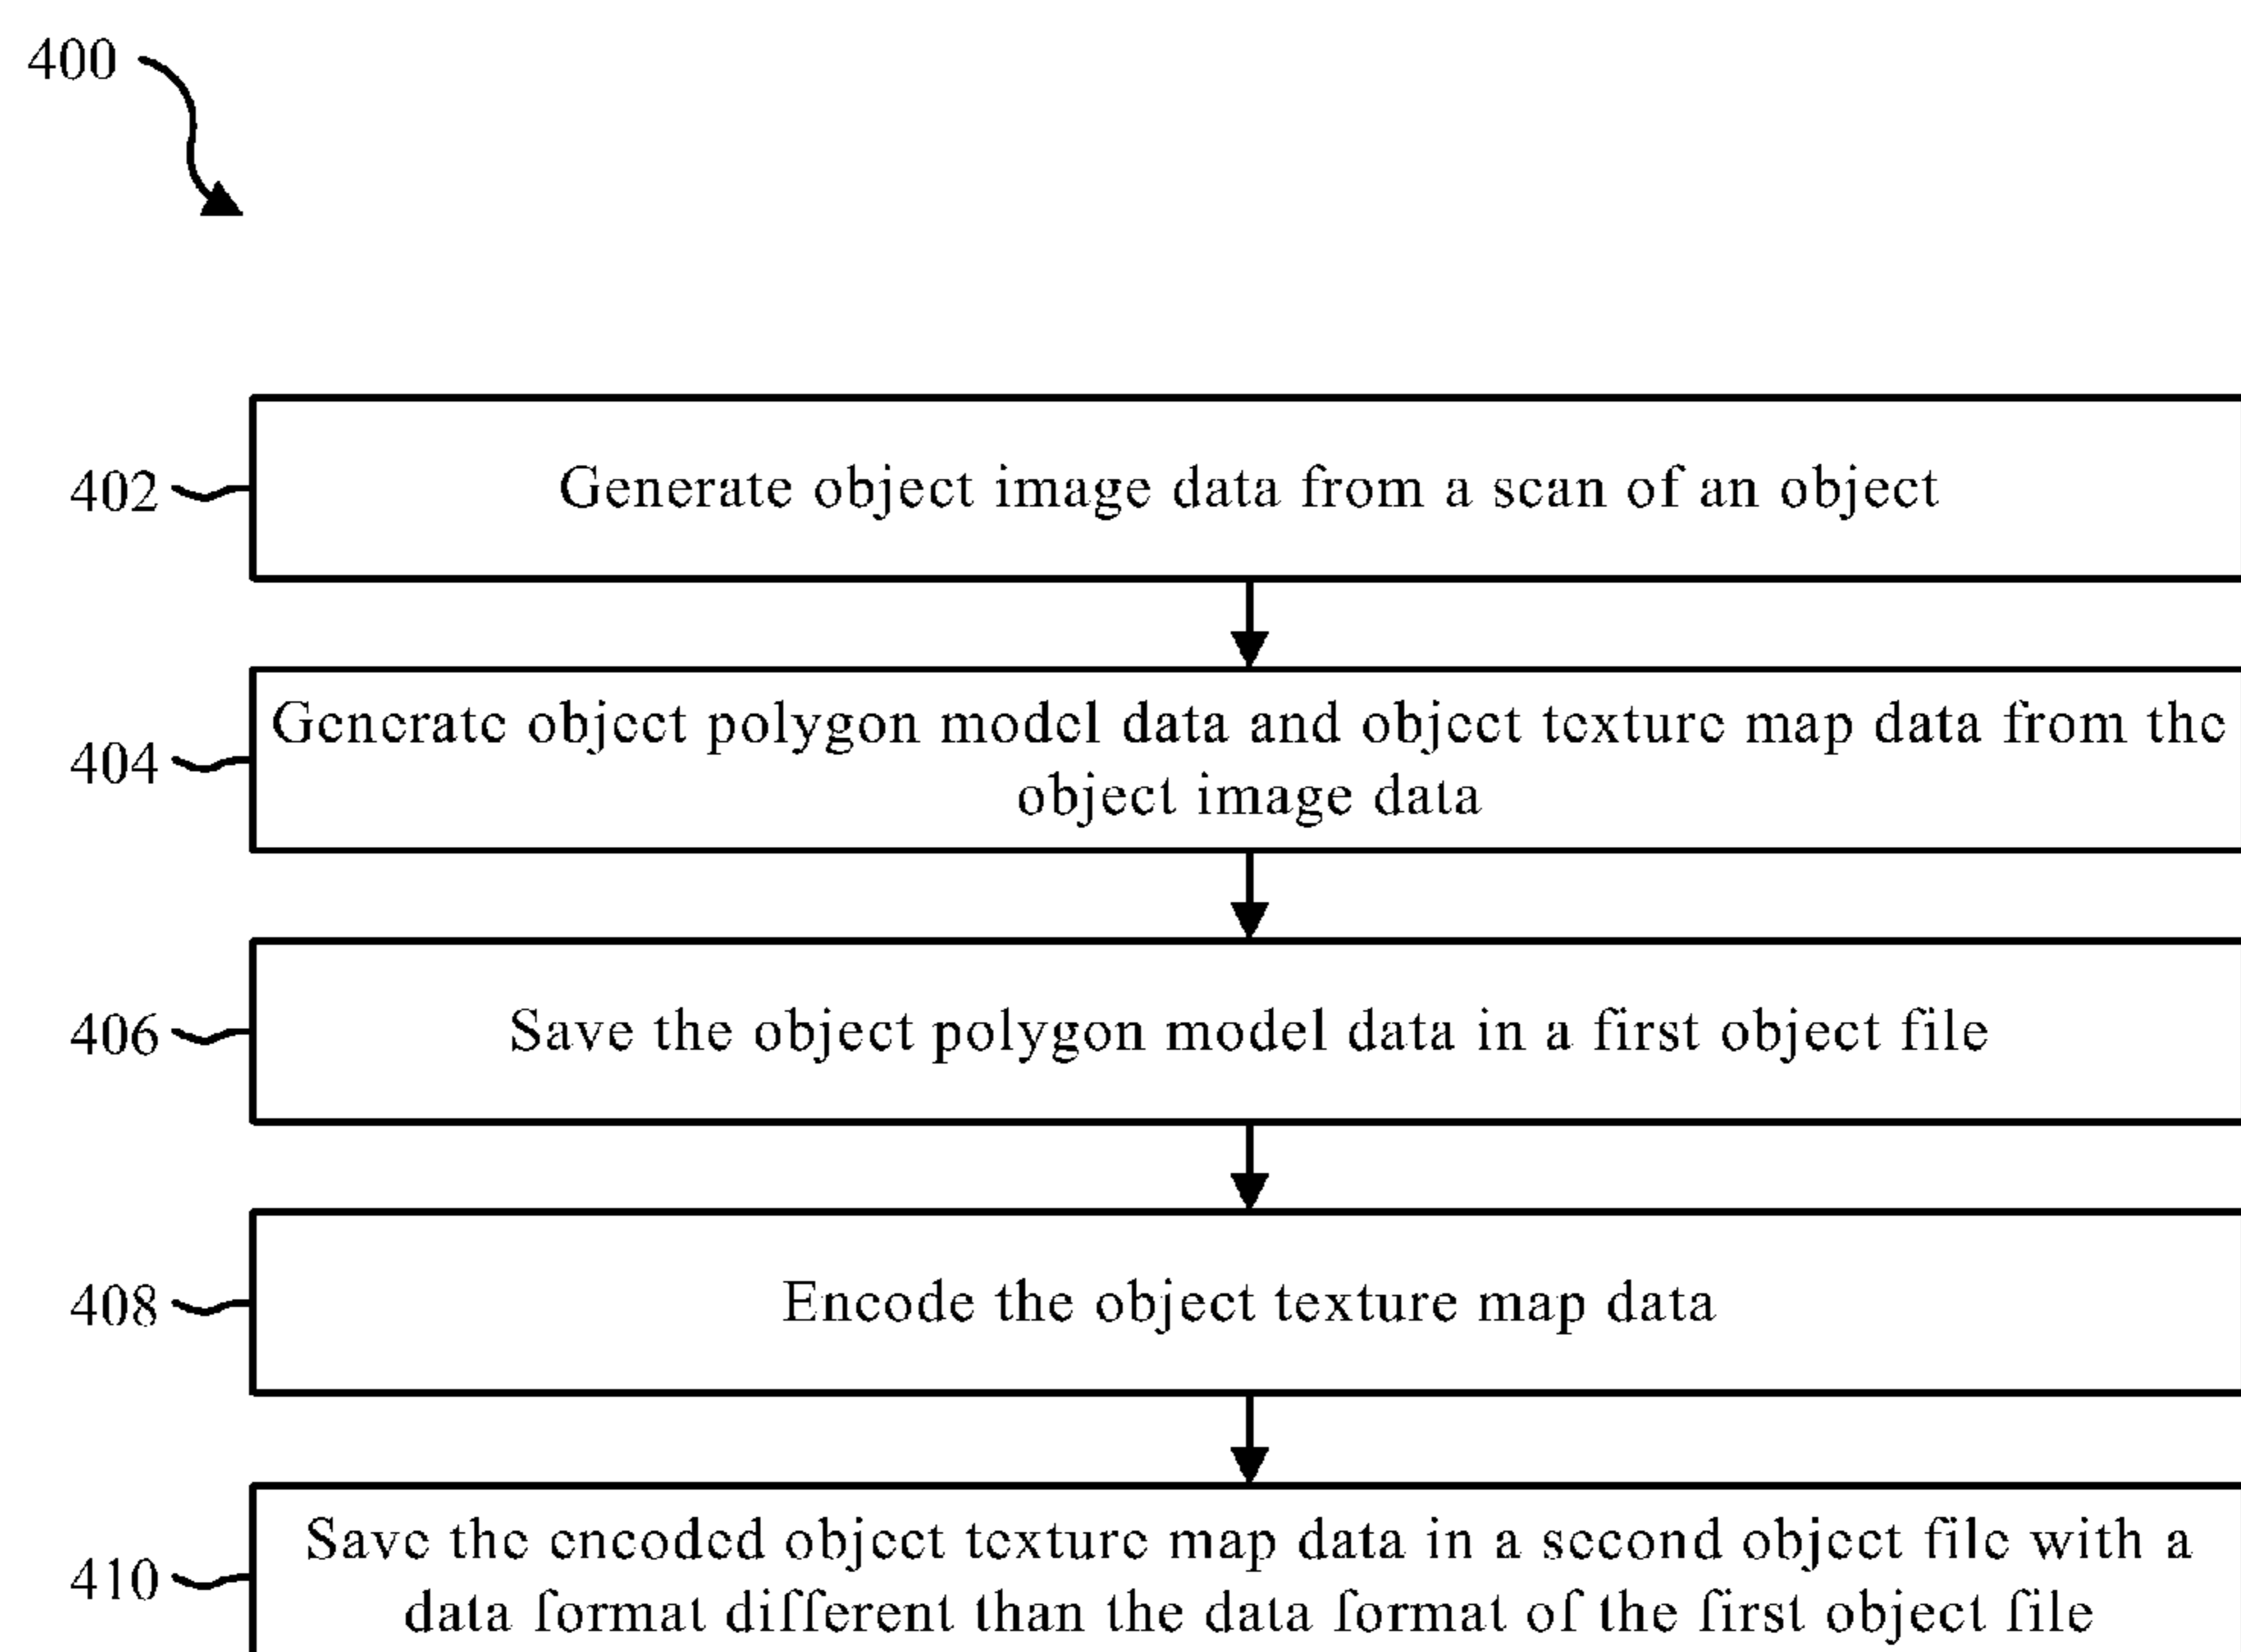 400
402
Generate object image data from a scan of an object
404
Generate object polygon model data and object texture map data from the
object image data
406
Save the object polygon model data in a first object file
408
Encode the object texture map data
410
Save the encoded object texture map data in a second object file with a
data format different than the data format of the first object file